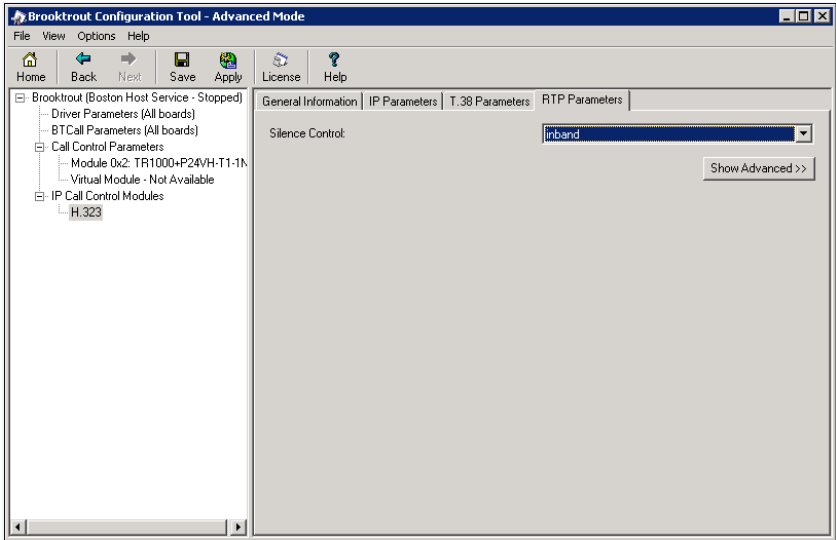 Brooktrout Configuration Tool - Advanced Mode
File View Options Help
Home Back Next Save Apply License Help
Brooktrout (Boston Host Service - Stopped)
Driver Parameters (All boards)
BTCall Parameters (All boards)
Call Control Parameters
Module 0x2: TR1000+P24VH-T1-1N
Virtual Module - Not Available
IP Call Control Modules
H.323
General Information IP Parameters T.38 Parameters RTP Parameters
Silence Control: inband
Show Advanced >>